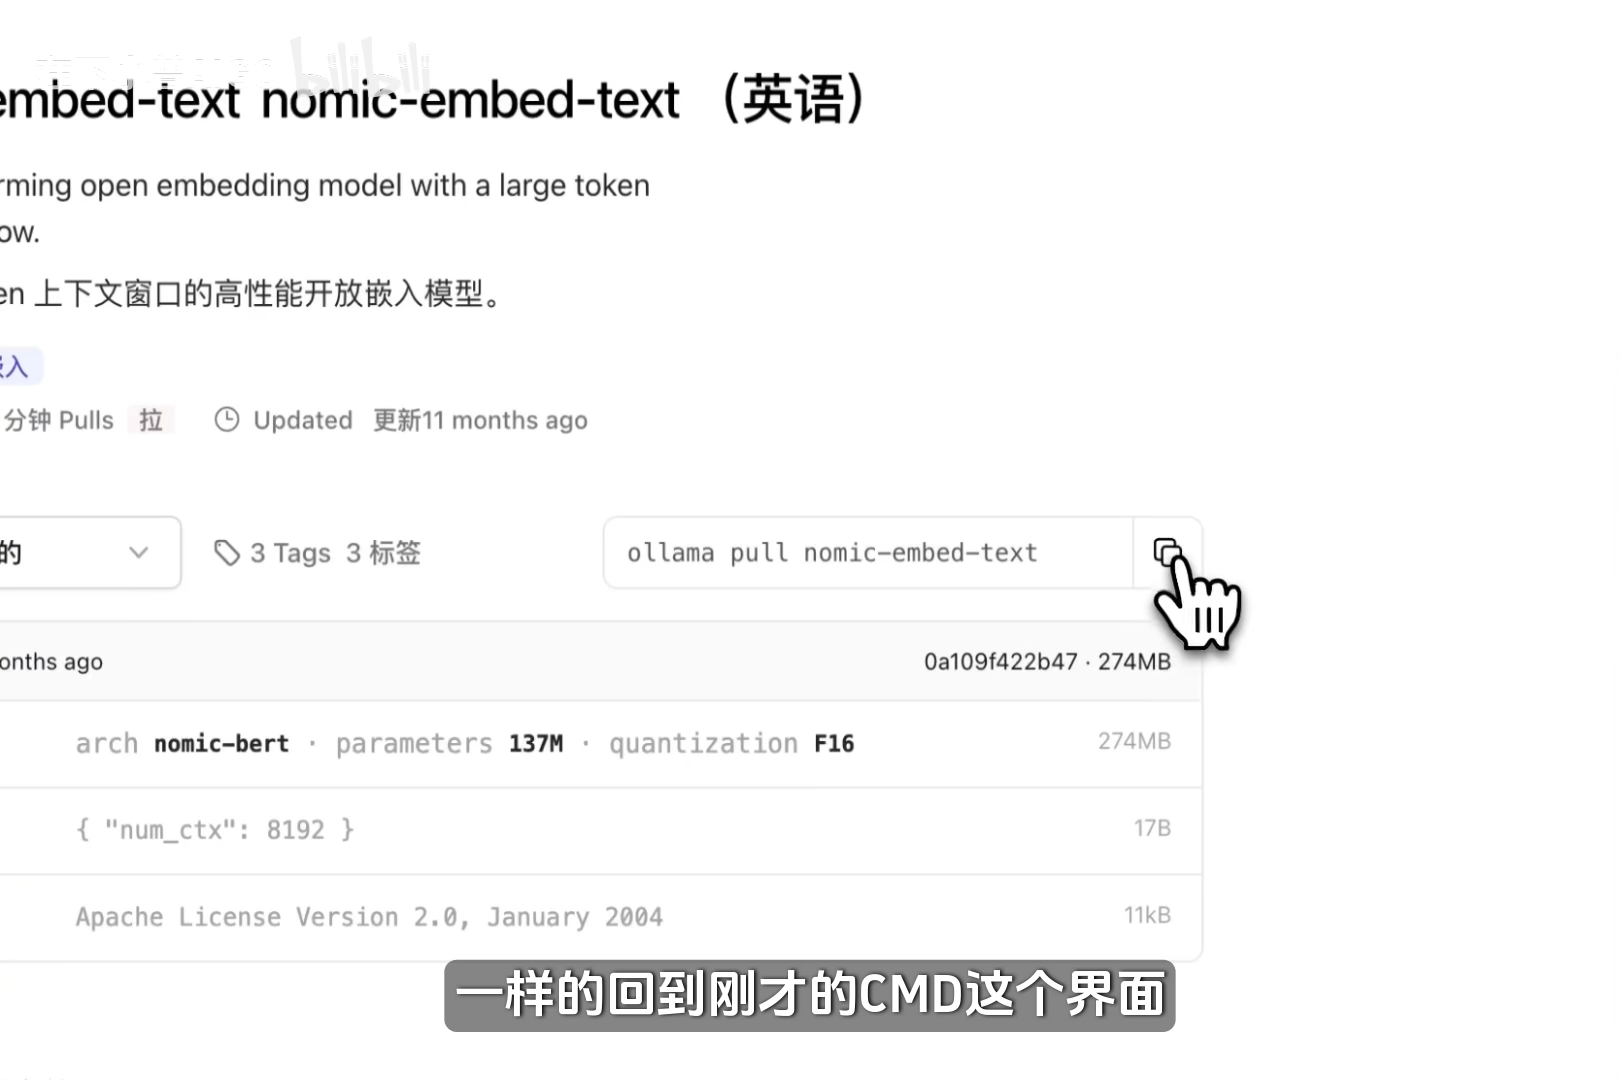 bilibili
embed-text nomic-embed-text （英语）
rming open embedding model with a large token
ow.
en 上下文窗口的高性能开放嵌入模型。
入
分钟 Pulls 拉 Updated 更新11 months ago
的 3 Tags 3 标签 ollama pull nomic-embed-text
onths ago 0a109f422b47 · 274MB
arch nomic-bert · parameters 137M · quantization F16 274MB
{ "num_ctx": 8192 } 17B
Apache License Version 2.0, January 2004 11kB
一样的回到刚才的CMD这个界面